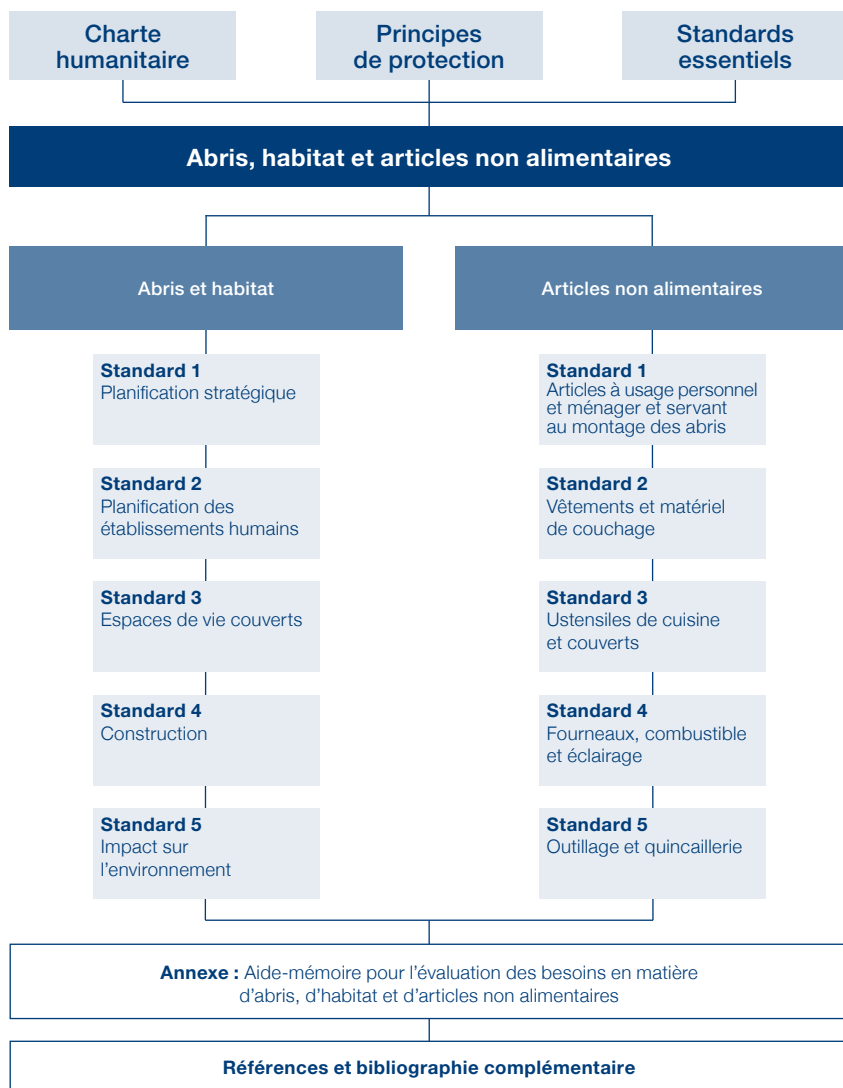 Charte
humanitaire
Principes
de protection
Standards
essentiels
Abris, habitat et articles non alimentaires
Abris et habitat
Articles non alimentaires
Standard 1
Planification stratégique
Standard 2
Planification des
établissements humains
Standard 3
Espaces de vie couverts
Standard 4
Construction
Standard 5
Impact sur
l’environnement
Standard 1
Articles à usage personnel
et ménager et servant
au montage des abris
Standard 2
Vêtements et matériel
de couchage
Standard 3
Ustensiles de cuisine
et couverts
Standard 4
Fourneaux, combustible
et éclairage
Standard 5
Outillage et quincaillerie
Annexe : Aide-mémoire pour l’évaluation des besoins en matière
d’abris, d’habitat et d’articles non alimentaires
Références et bibliographie complémentaire